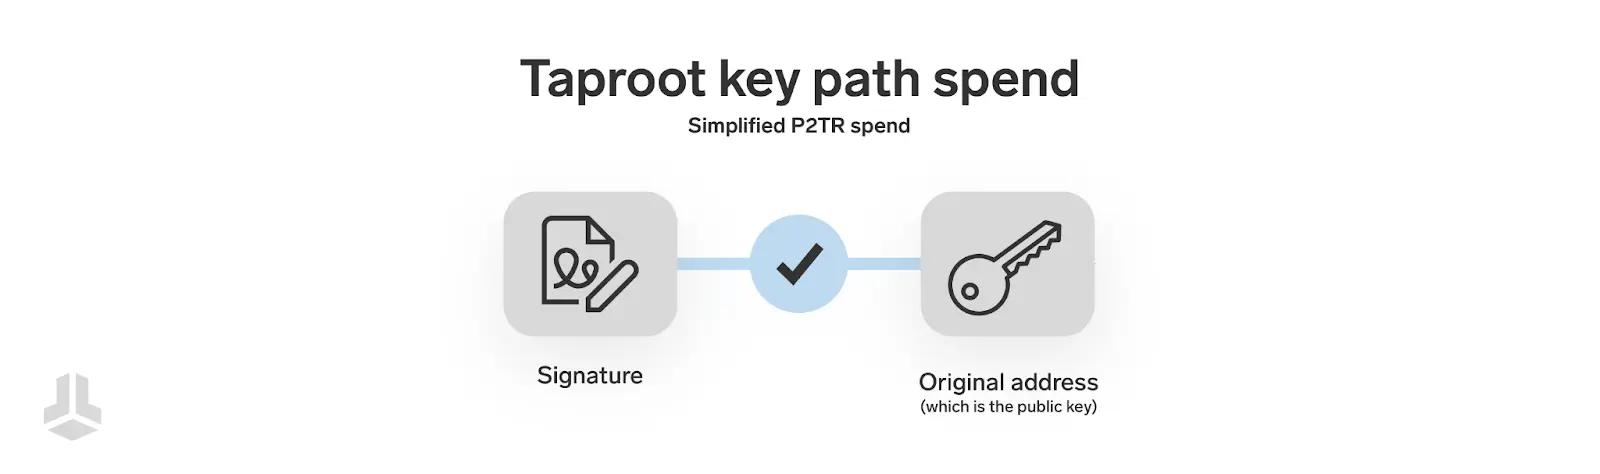 Taproot key path spend
Simplified P2TR spend
Signature
Original address
(which is the public key)